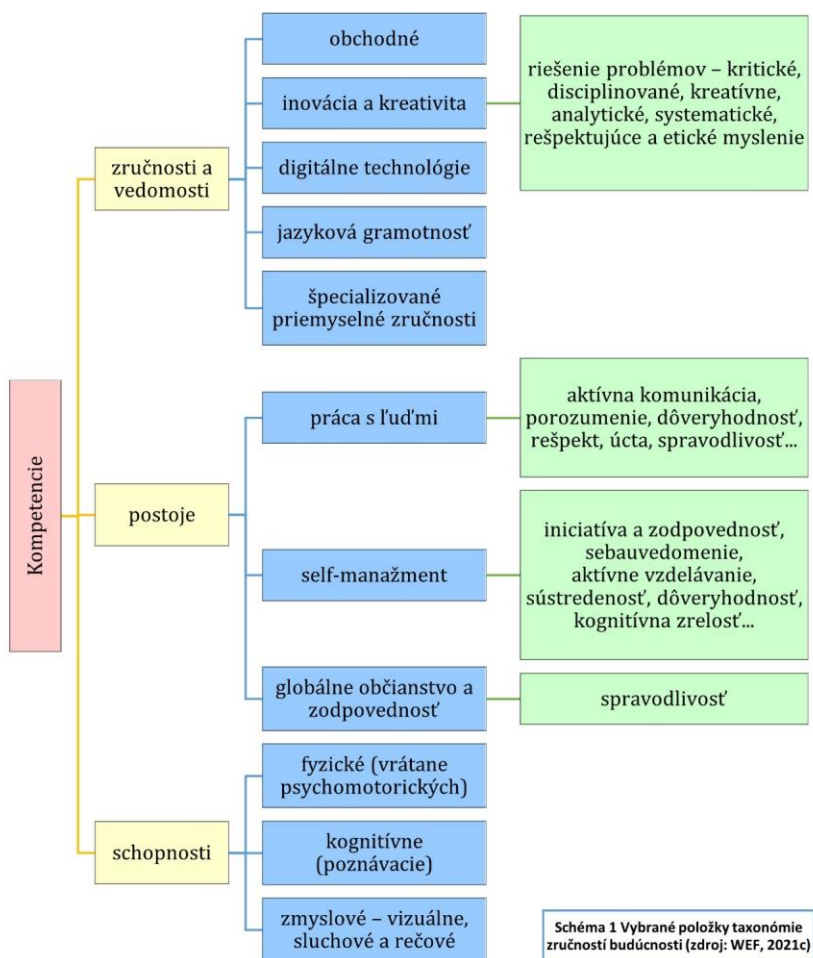 Kompetencie
zručnosti a
vedomosti
obchodné
inovácia a kreativita
riešenie problémov – kritické,
disciplinované, kreatívne,
analytické, systematické,
rešpektujúce a etické myslenie
digitálne technológie
jazyková gramotnosť
špecializované
priemyselné zručnosti
postoje
práca s ľuďmi
aktívna komunikácia,
porozumenie, dôveryhodnosť,
rešpekt, úcta, spravodlivosť...
self-manažment
iniciatíva a zodpovednosť,
sebauvedomenie,
aktívne vzdelávanie,
sústredenosť, dôveryhodnosť,
kognitívna zrelosť...
globálne občianstvo a
zodpovednosť
spravodlivosť
schopnosti
fyzické (vrátane
psychomotorických)
kognitívne
(poznávacie)
zmyslové – vizuálne,
sluchové a rečové
Schéma 1 Vybrané položky taxonómie
zručností budúcnosti (zdroj: WEF, 2021c)